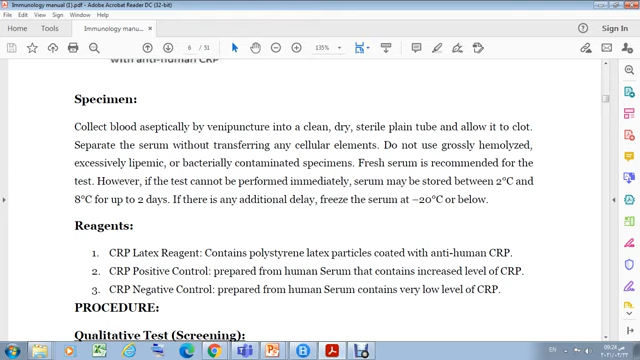 Immunology manual (1).pdf - Adobe Acrobat Reader DC (32-bit)
File Edit View Sign Window Help
Home Tools Immunology manual... × Sign In
6 / 51 135%
with anti-human CRP
Specimen:
Collect blood aseptically by venipuncture into a clean, dry, sterile plain tube and allow it to clot.
Separate the serum without transferring any cellular elements. Do not use grossly hemolyzed,
excessively lipemic, or bacterially contaminated specimens. Fresh serum is recommended for the
test. However, if the test cannot be performed immediately, serum may be stored between 2°C and
8°C for up to 2 days. If there is any additional delay, freeze the serum at –20°C or below.
Reagents:
1. CRP Latex Reagent: Contains polystyrene latex particles coated with anti-human CRP.
2. CRP Positive Control: prepared from human Serum that contains increased level of CRP.
3. CRP Negative Control: prepared from human Serum contains very low level of CRP.
PROCEDURE:
Qualitative Test (Screening):
EN